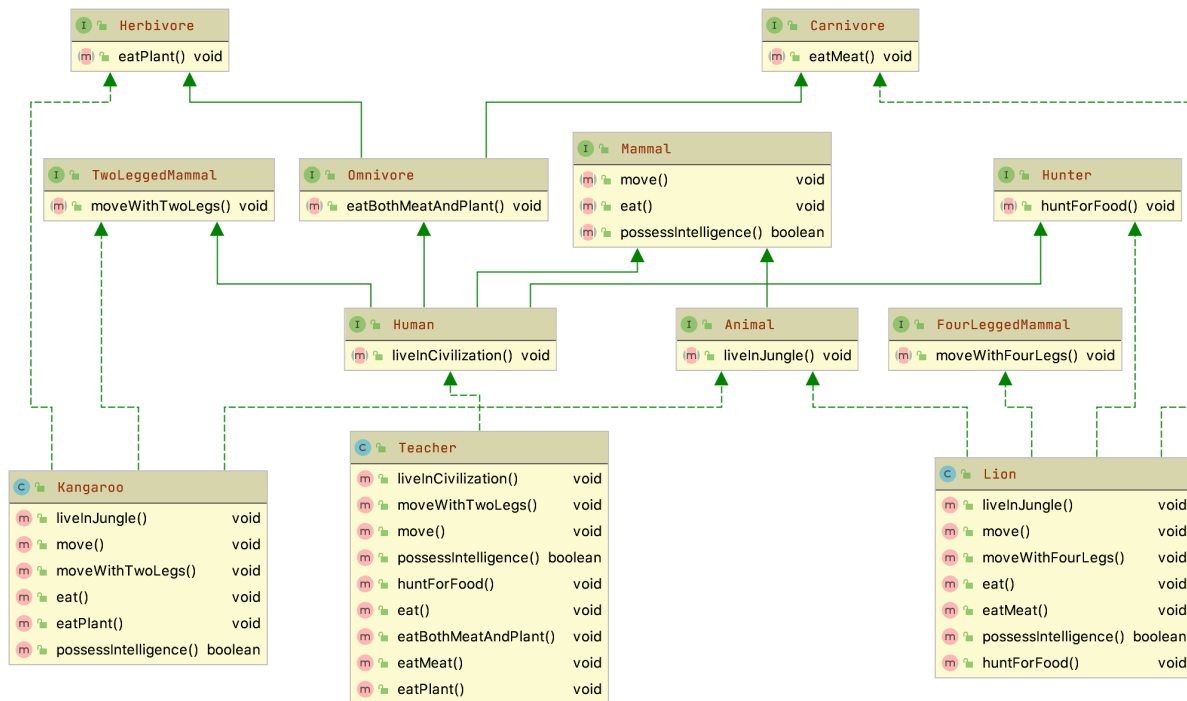 Herbivore
eatPlant() void
Carnivore
eatMeat() void
TwoLeggedMammal
moveWithTwoLegs() void
Omnivore
eatBothMeatAndPlant() void
Mammal
move() void
eat() void
possessIntelligence() boolean
Hunter
huntForFood() void
Human
liveInCivilization() void
Animal
liveInJungle() void
FourLeggedMammal
moveWithFourLegs() void
Kangaroo
liveInJungle() void
move() void
moveWithTwoLegs() void
eat() void
eatPlant() void
possessIntelligence() boolean
Teacher
liveInCivilization() void
moveWithTwoLegs() void
move() void
possessIntelligence() boolean
huntForFood() void
eat() void
eatBothMeatAndPlant() void
eatMeat() void
eatPlant() void
Lion
liveInJungle() void
move() void
moveWithFourLegs() void
eat() void
eatMeat() void
possessIntelligence() boolean
huntForFood() void